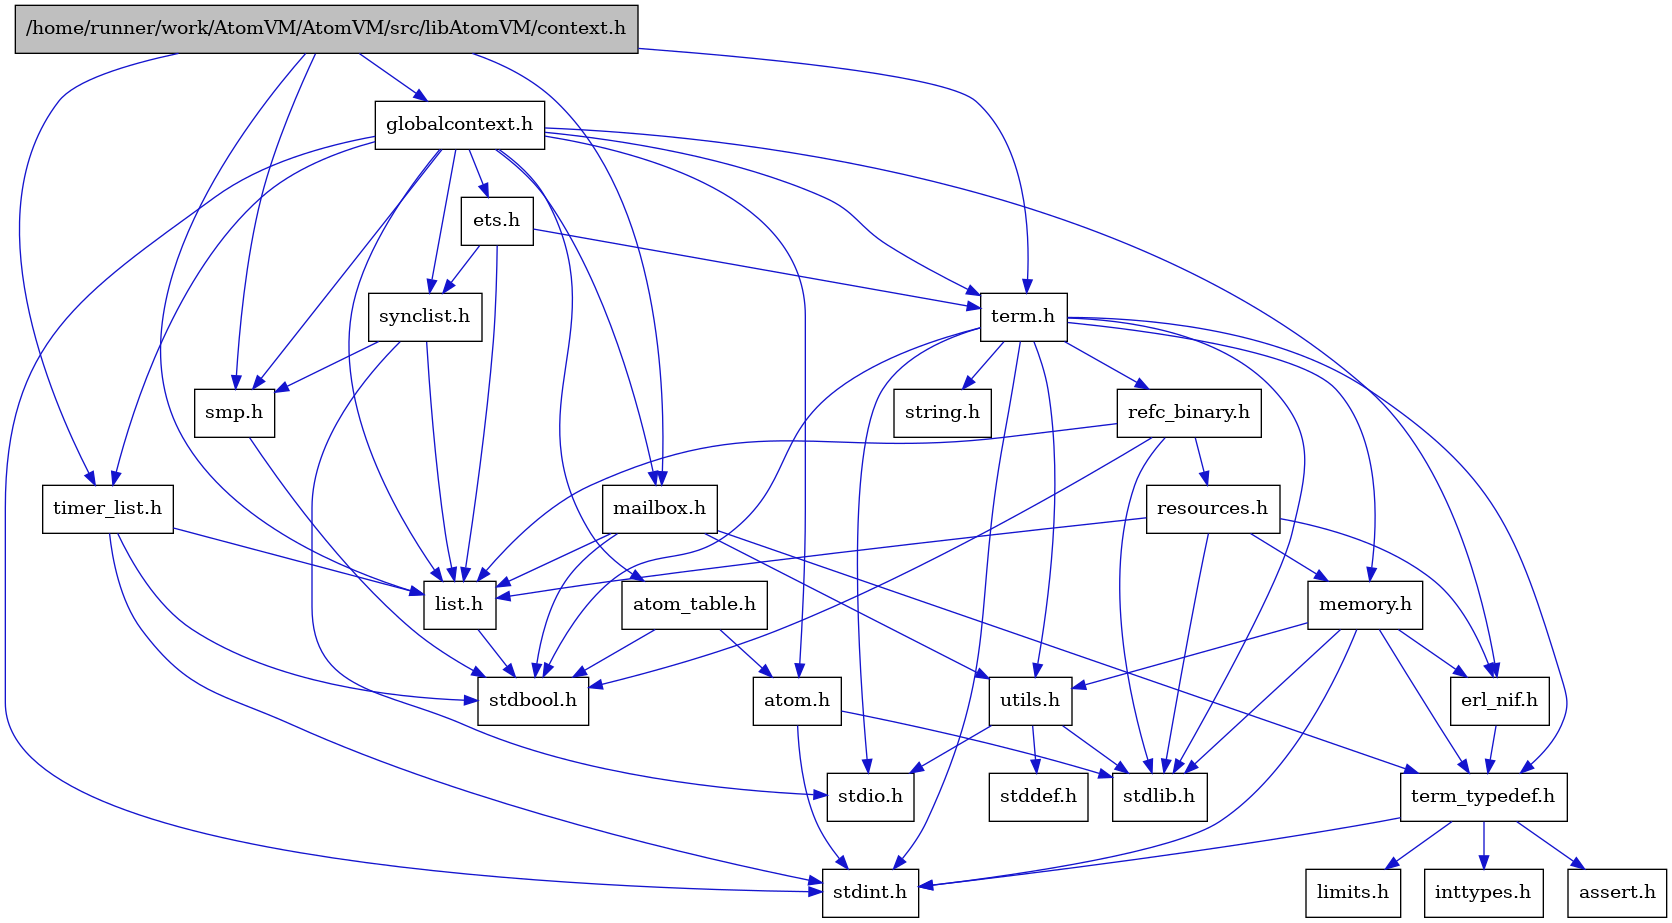 /home/runner/work/AtomVM/AtomVM/src/libAtomVM/context.h
globalcontext.h
ets.h
synclist.h
term.h
smp.h
string.h
refc_binary.h
timer_list.h
mailbox.h
resources.h
list.h
atom_table.h
memory.h
stdbool.h
atom.h
utils.h
erl_nif.h
stdio.h
stddef.h
stdlib.h
term_typedef.h
stdint.h
limits.h
inttypes.h
assert.h